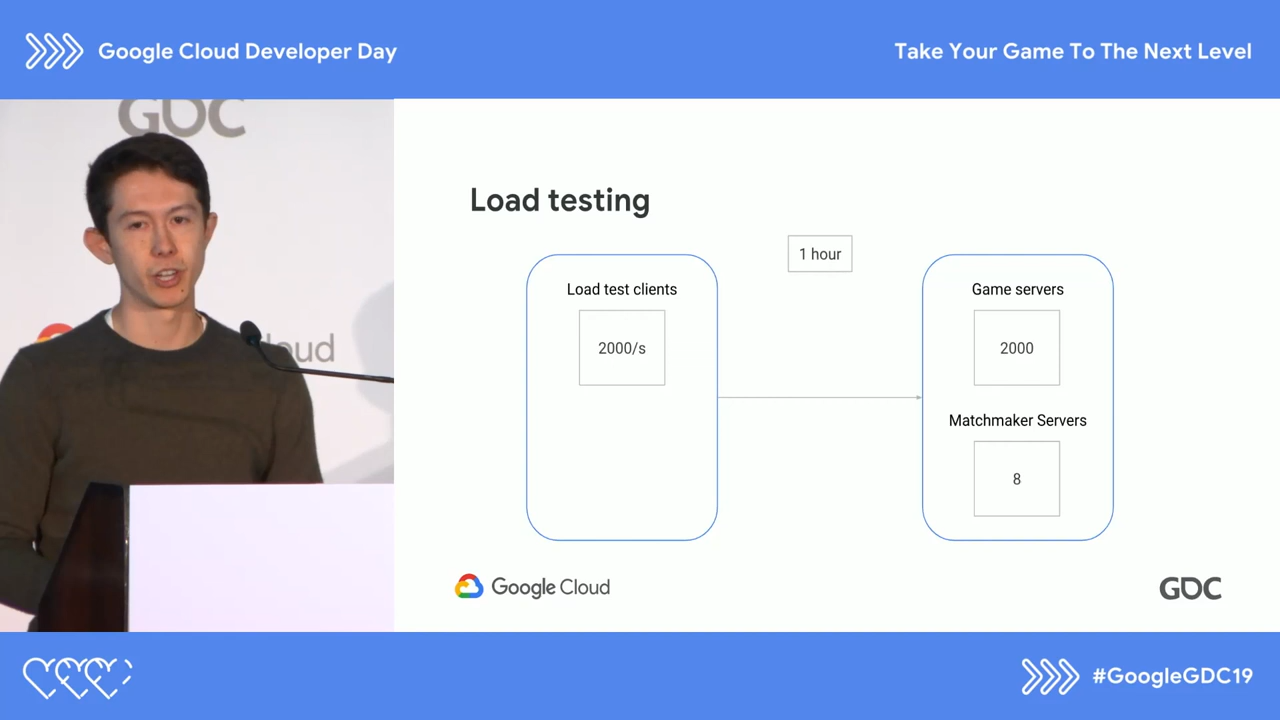 Google Cloud Developer Day
Take Your Game To The Next Level
GDC
loud
Load testing
1 hour
Load test clients
2000/s
Game servers
2000
Matchmaker Servers
8
Google Cloud
GDC
#GoogleGDC19